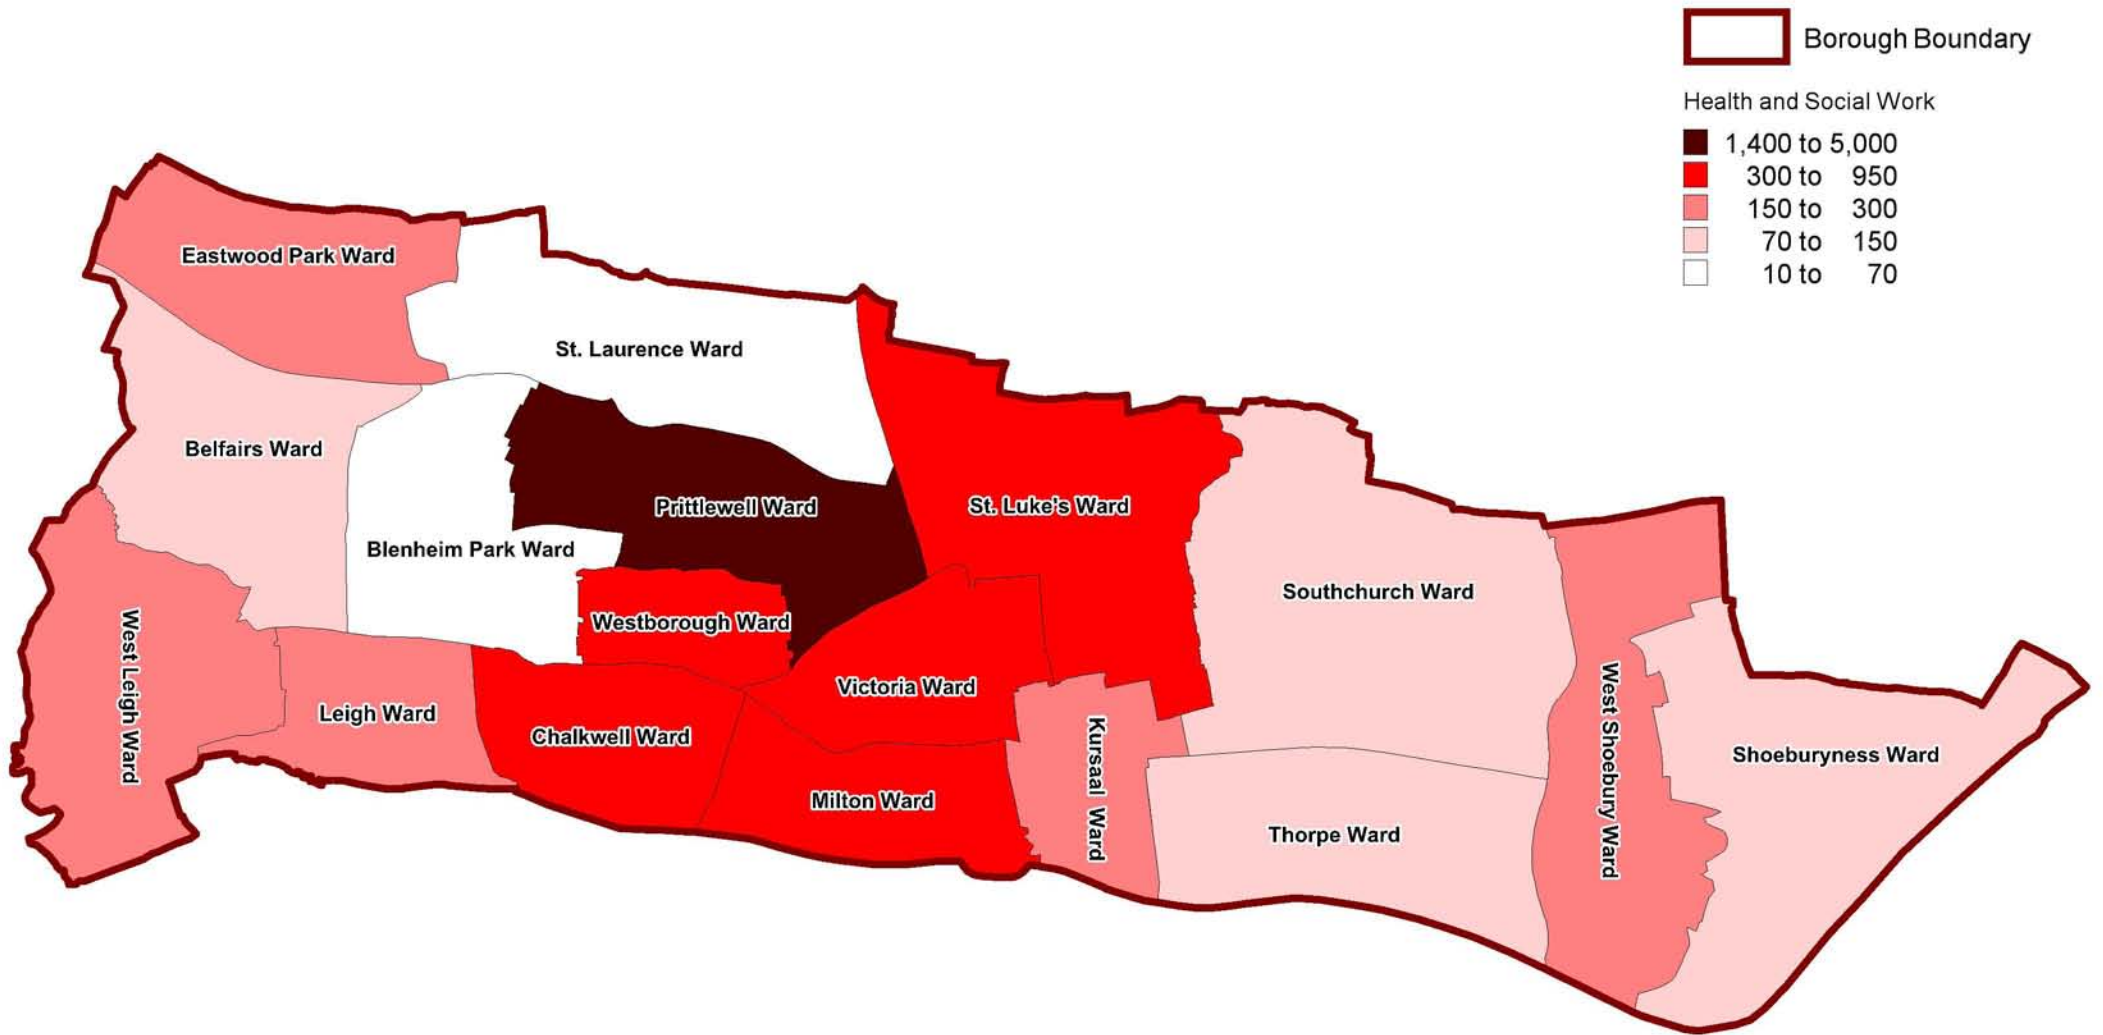 Borough Boundary
Health and Social Work
1,400 to 5,000
300 to 950
150 to 300
70 to 150
10 to 70
Eastwood Park Ward
St. Laurence Ward
Belfairs Ward
Prittlewell Ward
St. Luke's Ward
Blenheim Park Ward
Southchurch Ward
Westborough Ward
West Leigh Ward
Victoria Ward
Leigh Ward
Chalkwell Ward
Kursaal Ward
West Shoebury Ward
Shoeburyness Ward
Milton Ward
Thorpe Ward